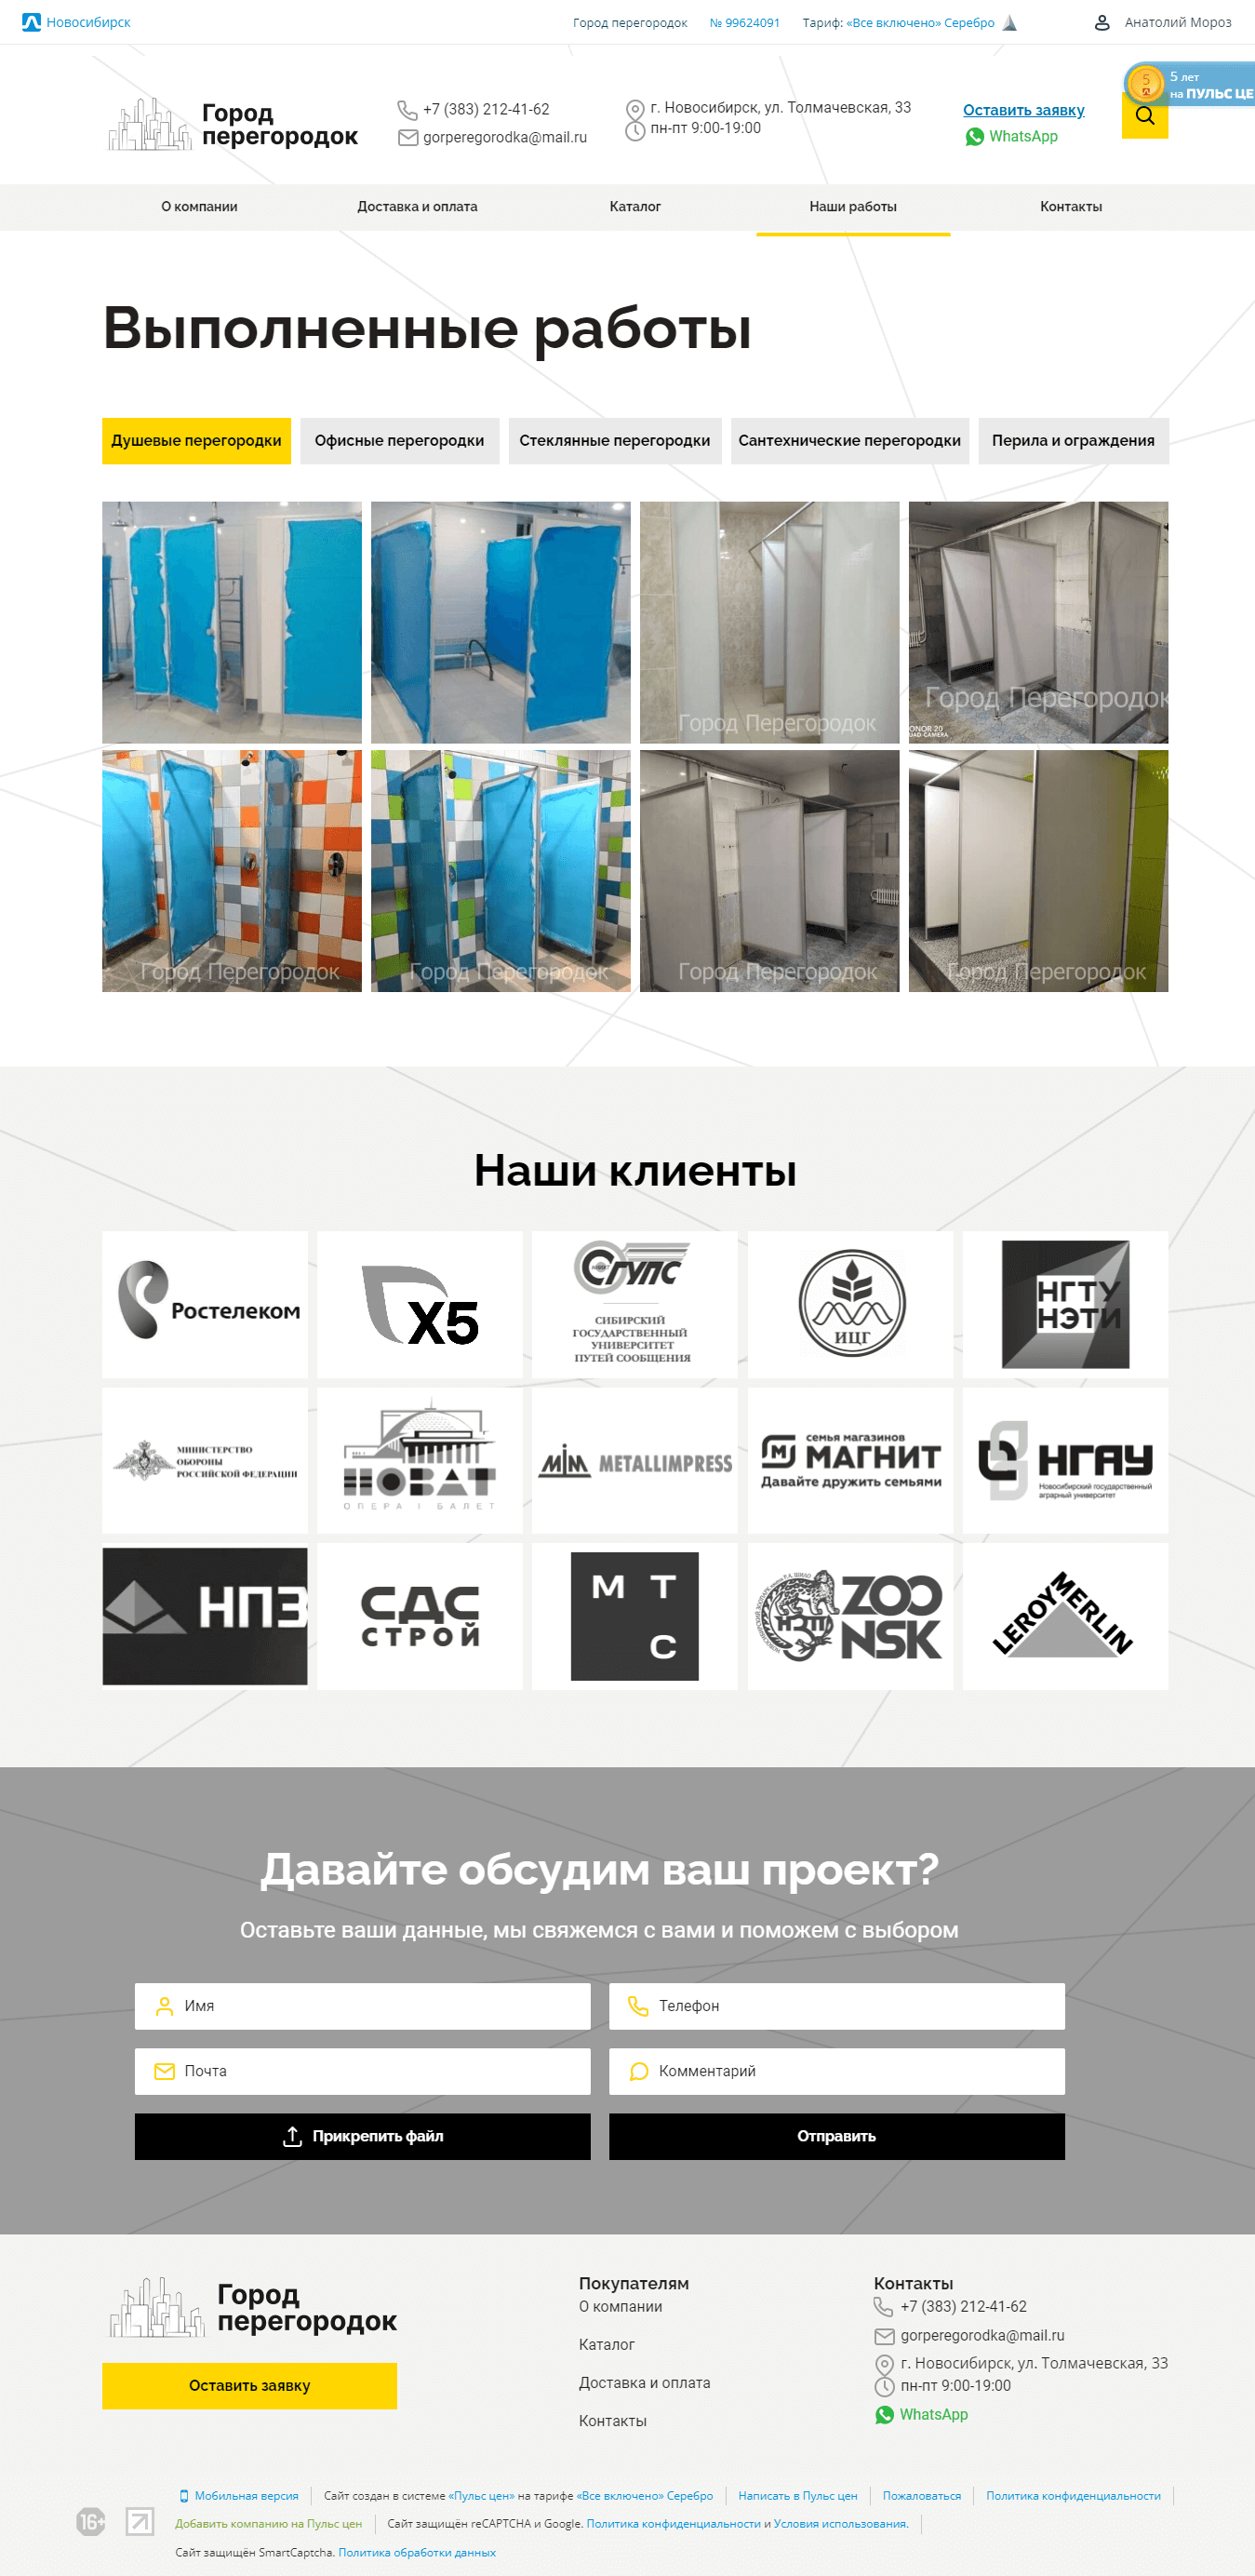 Новосибирск
Город перегородок № 99624091 Тариф: «Все включено» Серебро
Анатолий Мороз
5 5 лет
на ПУЛЬС ЦЕ
Город
перегородок
+7 (383) 212-41-62
gorperegorodka@mail.ru
г. Новосибирск, ул. Толмачевская, 33
пн-пт 9:00-19:00
Оставить заявку
WhatsApp
О компании Доставка и оплата Каталог Наши работы Контакты
Выполненные работы
Душевые перегородки Офисные перегородки Стеклянные перегородки Сантехнические перегородки Перила и ограждения
Город Перегородок
Город Перегородок
HONOR 20
QUAD CAMERA
Город Перегородок
Город Перегородок
Город Перегородок
Город Перегородок
Наши клиенты
Ростелеком
X5
СГУПС
СИБИРСКИЙ
ГОСУДАРСТВЕННЫЙ
УНИВЕРСИТЕТ
ПУТЕЙ СООБЩЕНИЯ
ИЦГ
НГТУ
НЭТИ
МИНИСТЕРСТВО
ОБОРОНЫ
РОССИЙСКОЙ ФЕДЕРАЦИИ
НОВАТ
ОПЕРА | БАЛЕТ
METALLIMPRESS
семья магазинов
МАГНИТ
Давайте дружить семьями
НГАУ
Новосибирский государственный
аграрный университет
НПЗ
СДС
СТРОЙ
М Т
С
ZOO
NSK
LEROY MERLIN
Давайте обсудим ваш проект?
Оставьте ваши данные, мы свяжемся с вами и поможем с выбором
Имя
Телефон
Почта
Комментарий
Прикрепить файл
Отправить
Город
перегородок
Оставить заявку
Покупателям
О компании
Каталог
Доставка и оплата
Контакты
Контакты
+7 (383) 212-41-62
gorperegorodka@mail.ru
г. Новосибирск, ул. Толмачевская, 33
пн-пт 9:00-19:00
WhatsApp
16+
Мобильная версия Сайт создан в системе «Пульс цен» на тарифе «Все включено» Серебро Написать в Пульс цен Пожаловаться Политика конфиденциальности
Добавить компанию на Пульс цен Сайт защищён reCAPTCHA и Google. Политика конфиденциальности и Условия использования.
Сайт защищён SmartCaptcha. Политика обработки данных